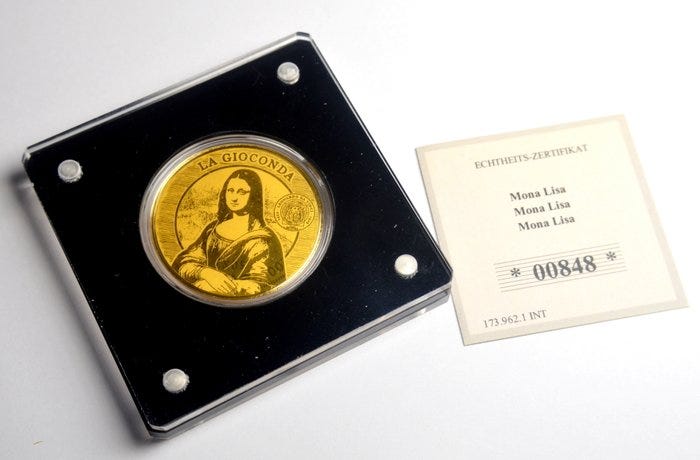 LA GIOCONDA
ECHTHEITS-ZERTIFIKAT
Mona Lisa
Mona Lisa
Mona Lisa
* 00848 *
173.962.1 INT